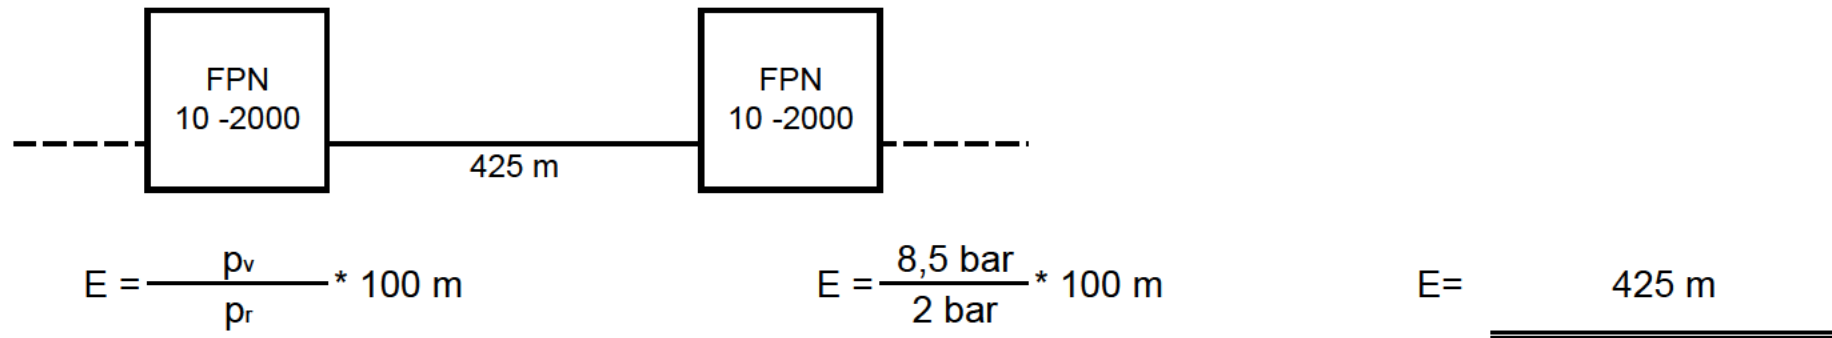 FPN
10 -2000
FPN
10 -2000
425 m
E = pv / pr * 100 m
E = 8,5 bar / 2 bar * 100 m
E= 425 m